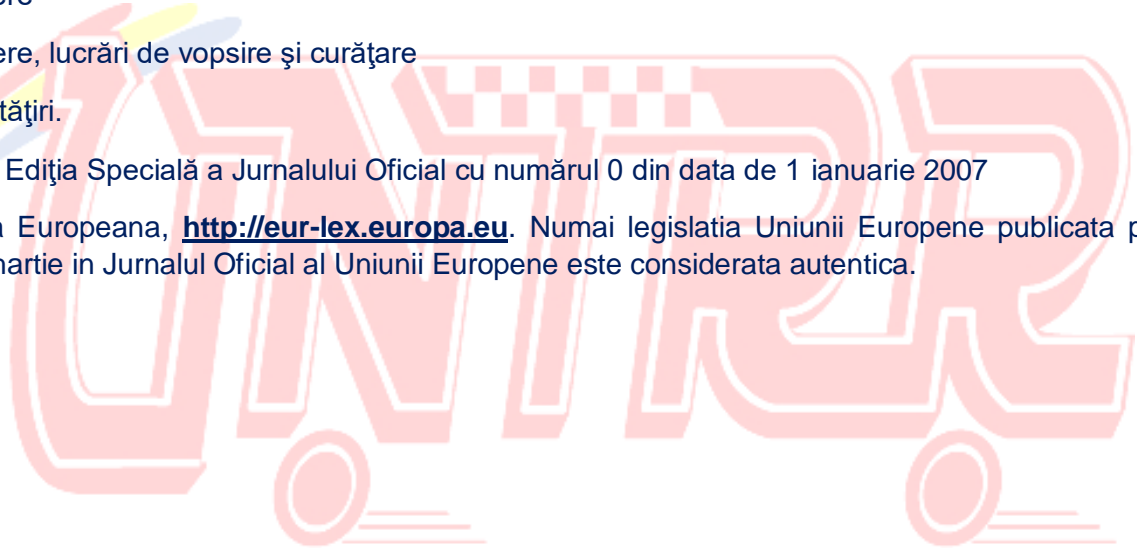 ere, lucrări de vopsire şi curăţare
tăţiri.
Ediţia Specială a Jurnalului Oficial cu numărul 0 din data de 1 ianuarie 2007
a Europeana, http://eur-lex.europa.eu. Numai legislatia Uniunii Europene publicata p
hartie in Jurnalul Oficial al Uniunii Europene este considerata autentica.
UNTRR